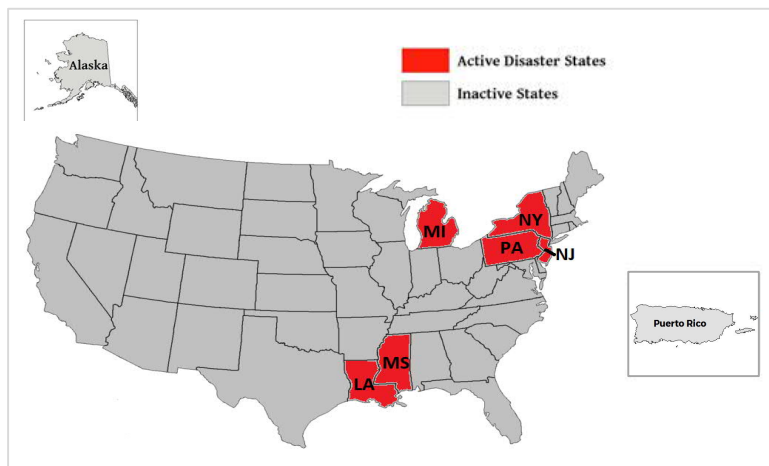 Alaska
Active Disaster States
Inactive States
MI
NY
PA
NJ
MS
LA
Puerto Rico